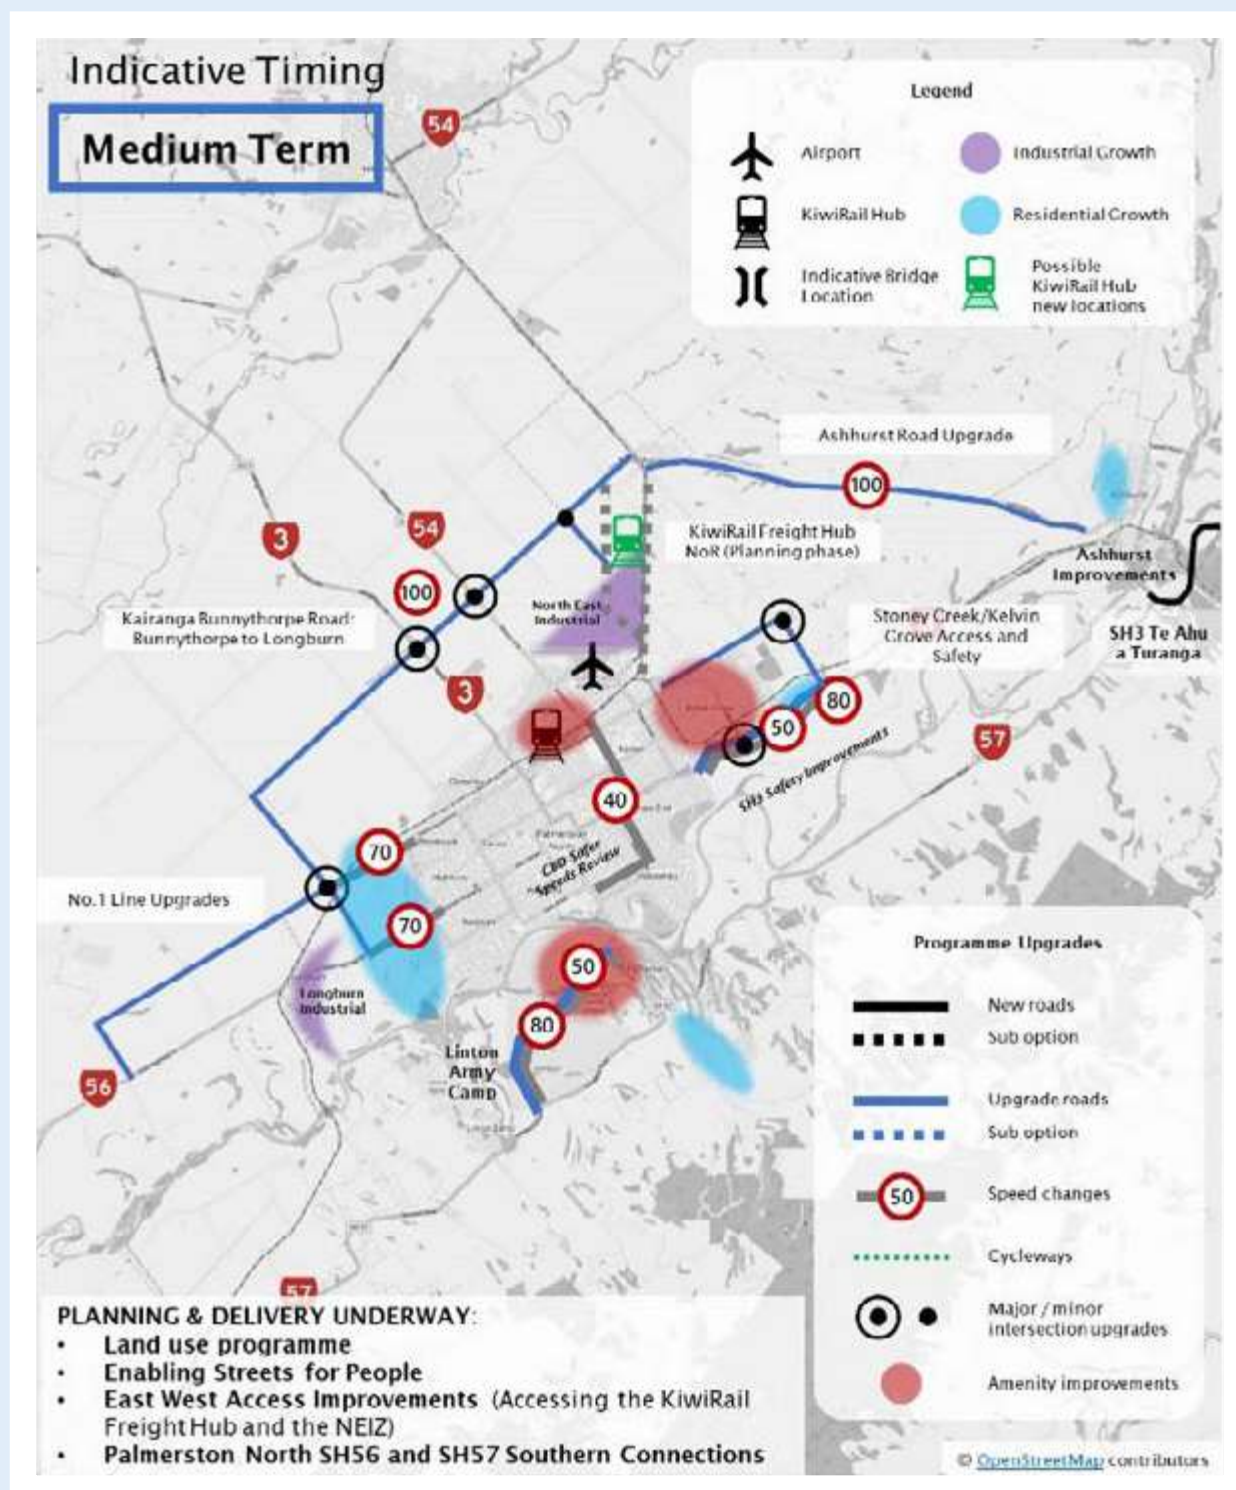 Indicative Timing
Medium Term
54
Legend
Airport
Industrial Growth
KiwiRail Hub
Residential Growth
Indicative Bridge
Location
Possible
KiwiRail Hub
new locations
Ashhurst Road Upgrade
100
3
54
KiwiRail Freight Hub
NoR (Planning phase)
Ashhurst
Improvements
100
North East
Industrial
Kairanga Bunnythorpe Road:
Bunnythorpe to Longburn
Stoney Creek/Kelvin
Grove Access and
Safety
SH3 Te Ahu
a Turanga
3
80
50
57
SH3 Safety Improvements
40
70
CBD Safer
Speeds Review
No.1 Line Upgrades
70
50
Longburn
Industrial
80
Linton
Army
Camp
56
57
Programme Upgrades
New roads
Sub option
Upgrade roads
Sub option
50
Speed changes
Cycleways
Major / minor
intersection upgrades
Amenity improvements
PLANNING & DELIVERY UNDERWAY:
• Land use programme
• Enabling Streets for People
• East West Access Improvements (Accessing the KiwiRail
Freight Hub and the NEIZ)
• Palmerston North SH56 and SH57 Southern Connections
© OpenStreetMap contributors